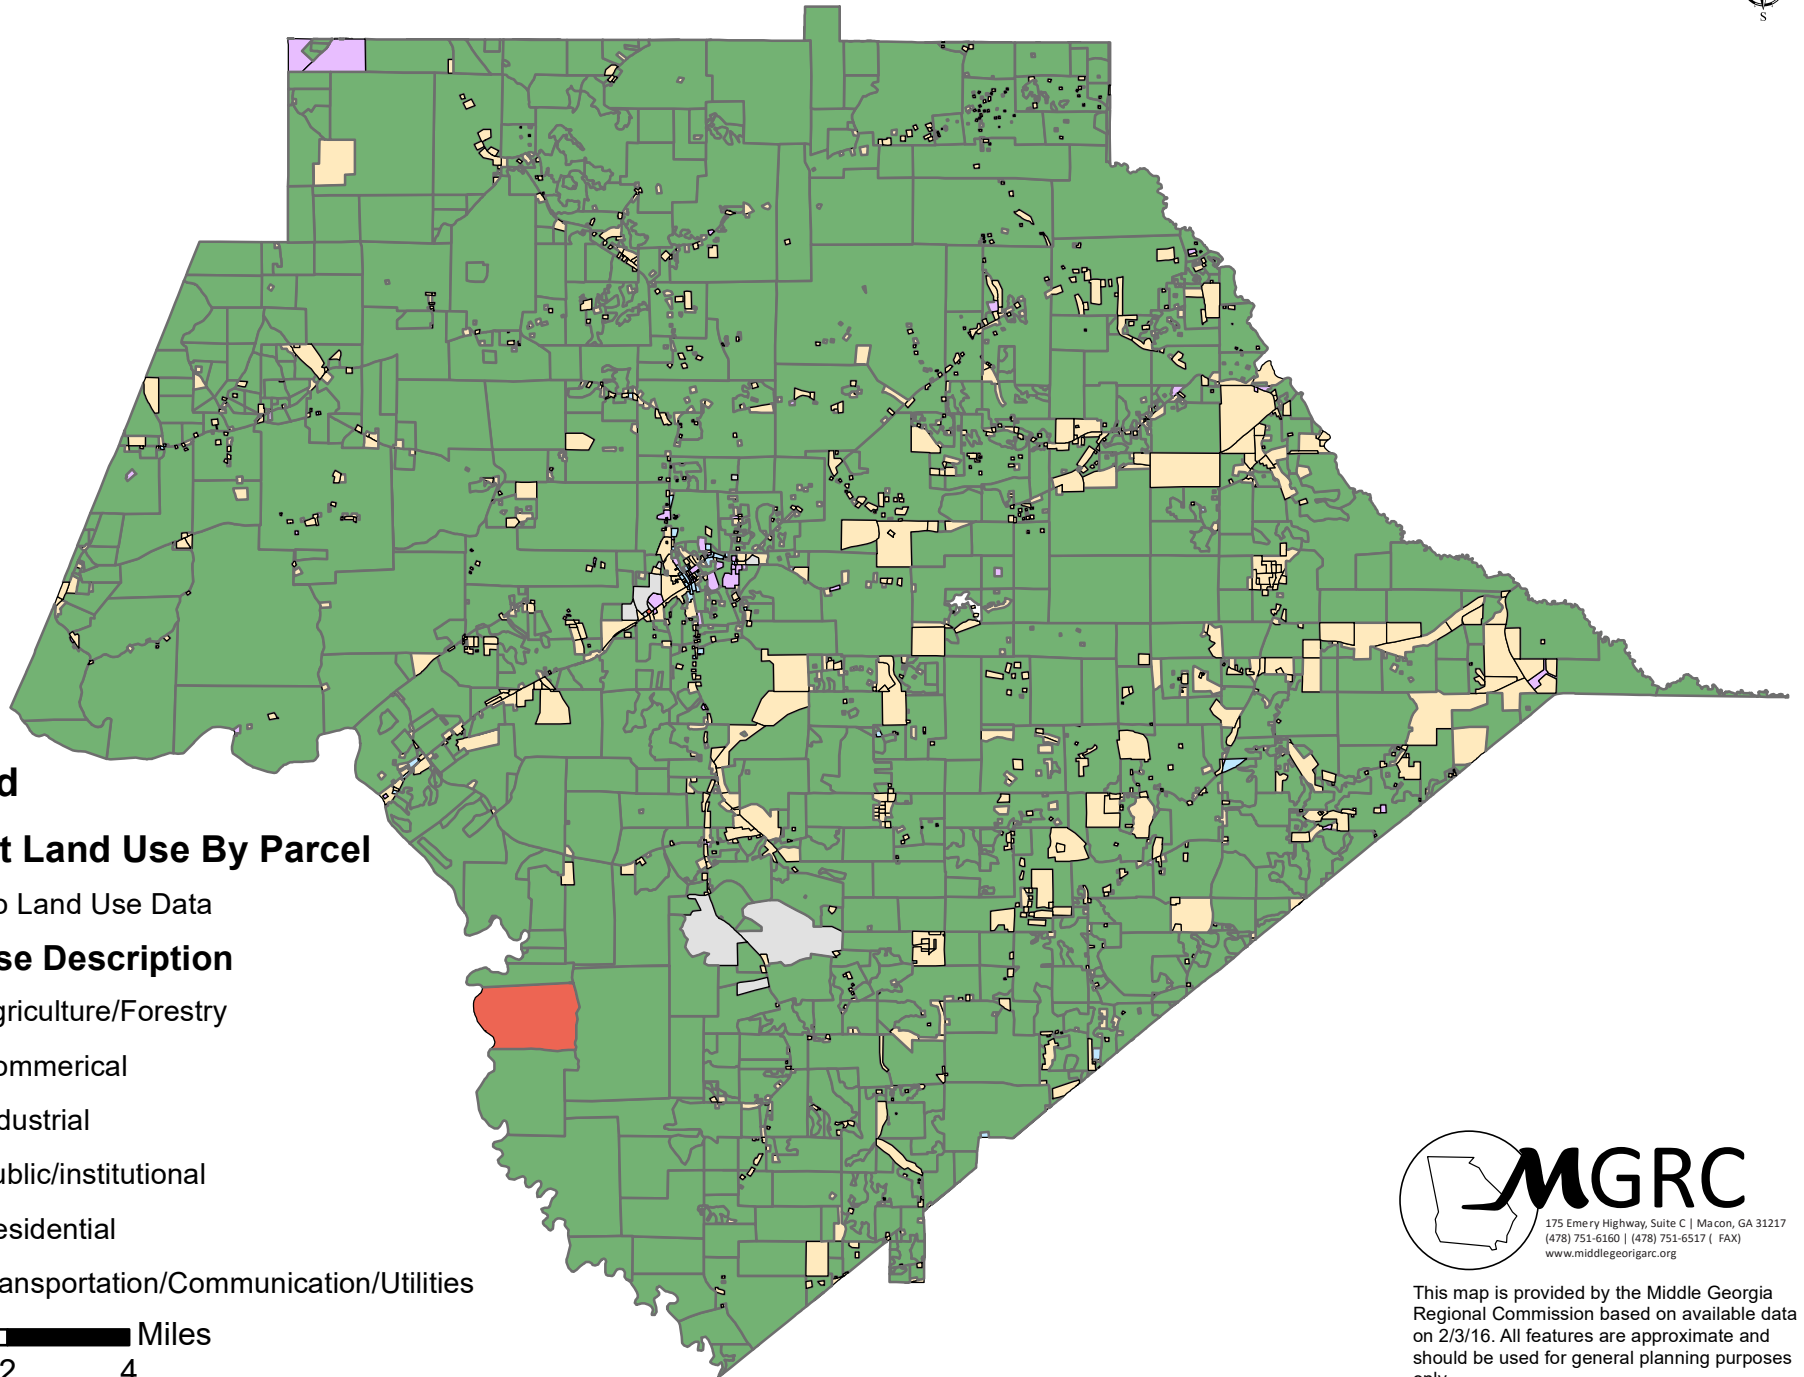 S
d
t Land Use By Parcel
o Land Use Data
se Description
griculture/Forestry
ommerical
dustrial
ublic/institutional
esidential
ansportation/Communication/Utilities
Miles
2 4
MGRC
175 Emery Highway, Suite C | Macon, GA 31217
(478) 751-6160 | (478) 751-6517 ( FAX)
www.middlegeorigarc.org
This map is provided by the Middle Georgia
Regional Commission based on available data
on 2/3/16. All features are approximate and
should be used for general planning purposes
only.